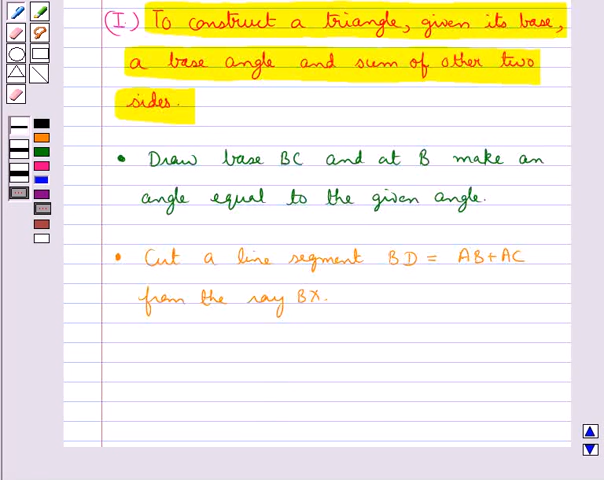 (I.) To construct a triangle, given its base,
a base angle and sum of other two
sides.
• Draw base BC and at B make an
angle equal to the given angle.
• Cut a line segment BD = AB+AC
from the ray BX.